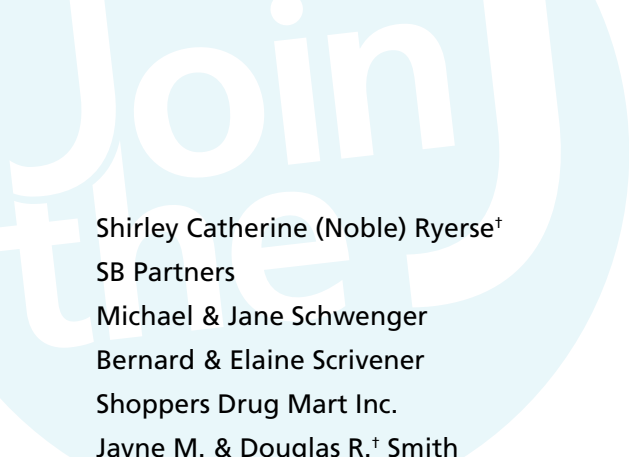 Join
the J
Shirley Catherine (Noble) Ryerse†
SB Partners
Michael & Jane Schwenger
Bernard & Elaine Scrivener
Shoppers Drug Mart Inc.
Jayne M. & Douglas R.† Smith